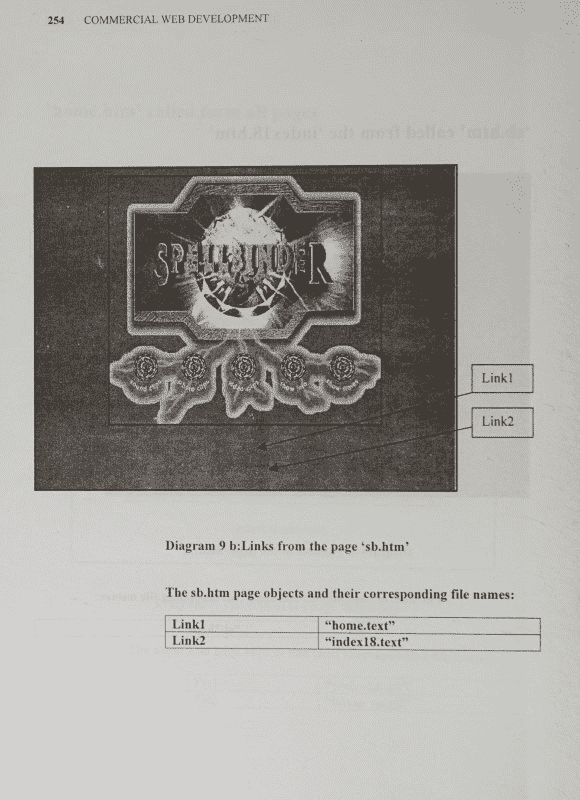 254 COMMERCIAL WEB DEVELOPMENT
SPELLBINDER
Link1
Link2
Diagram 9 b:Links from the page ‘sb.htm’
The sb.htm page objects and their corresponding file names:
Link1 “home.text”
Link2 “index18.text”